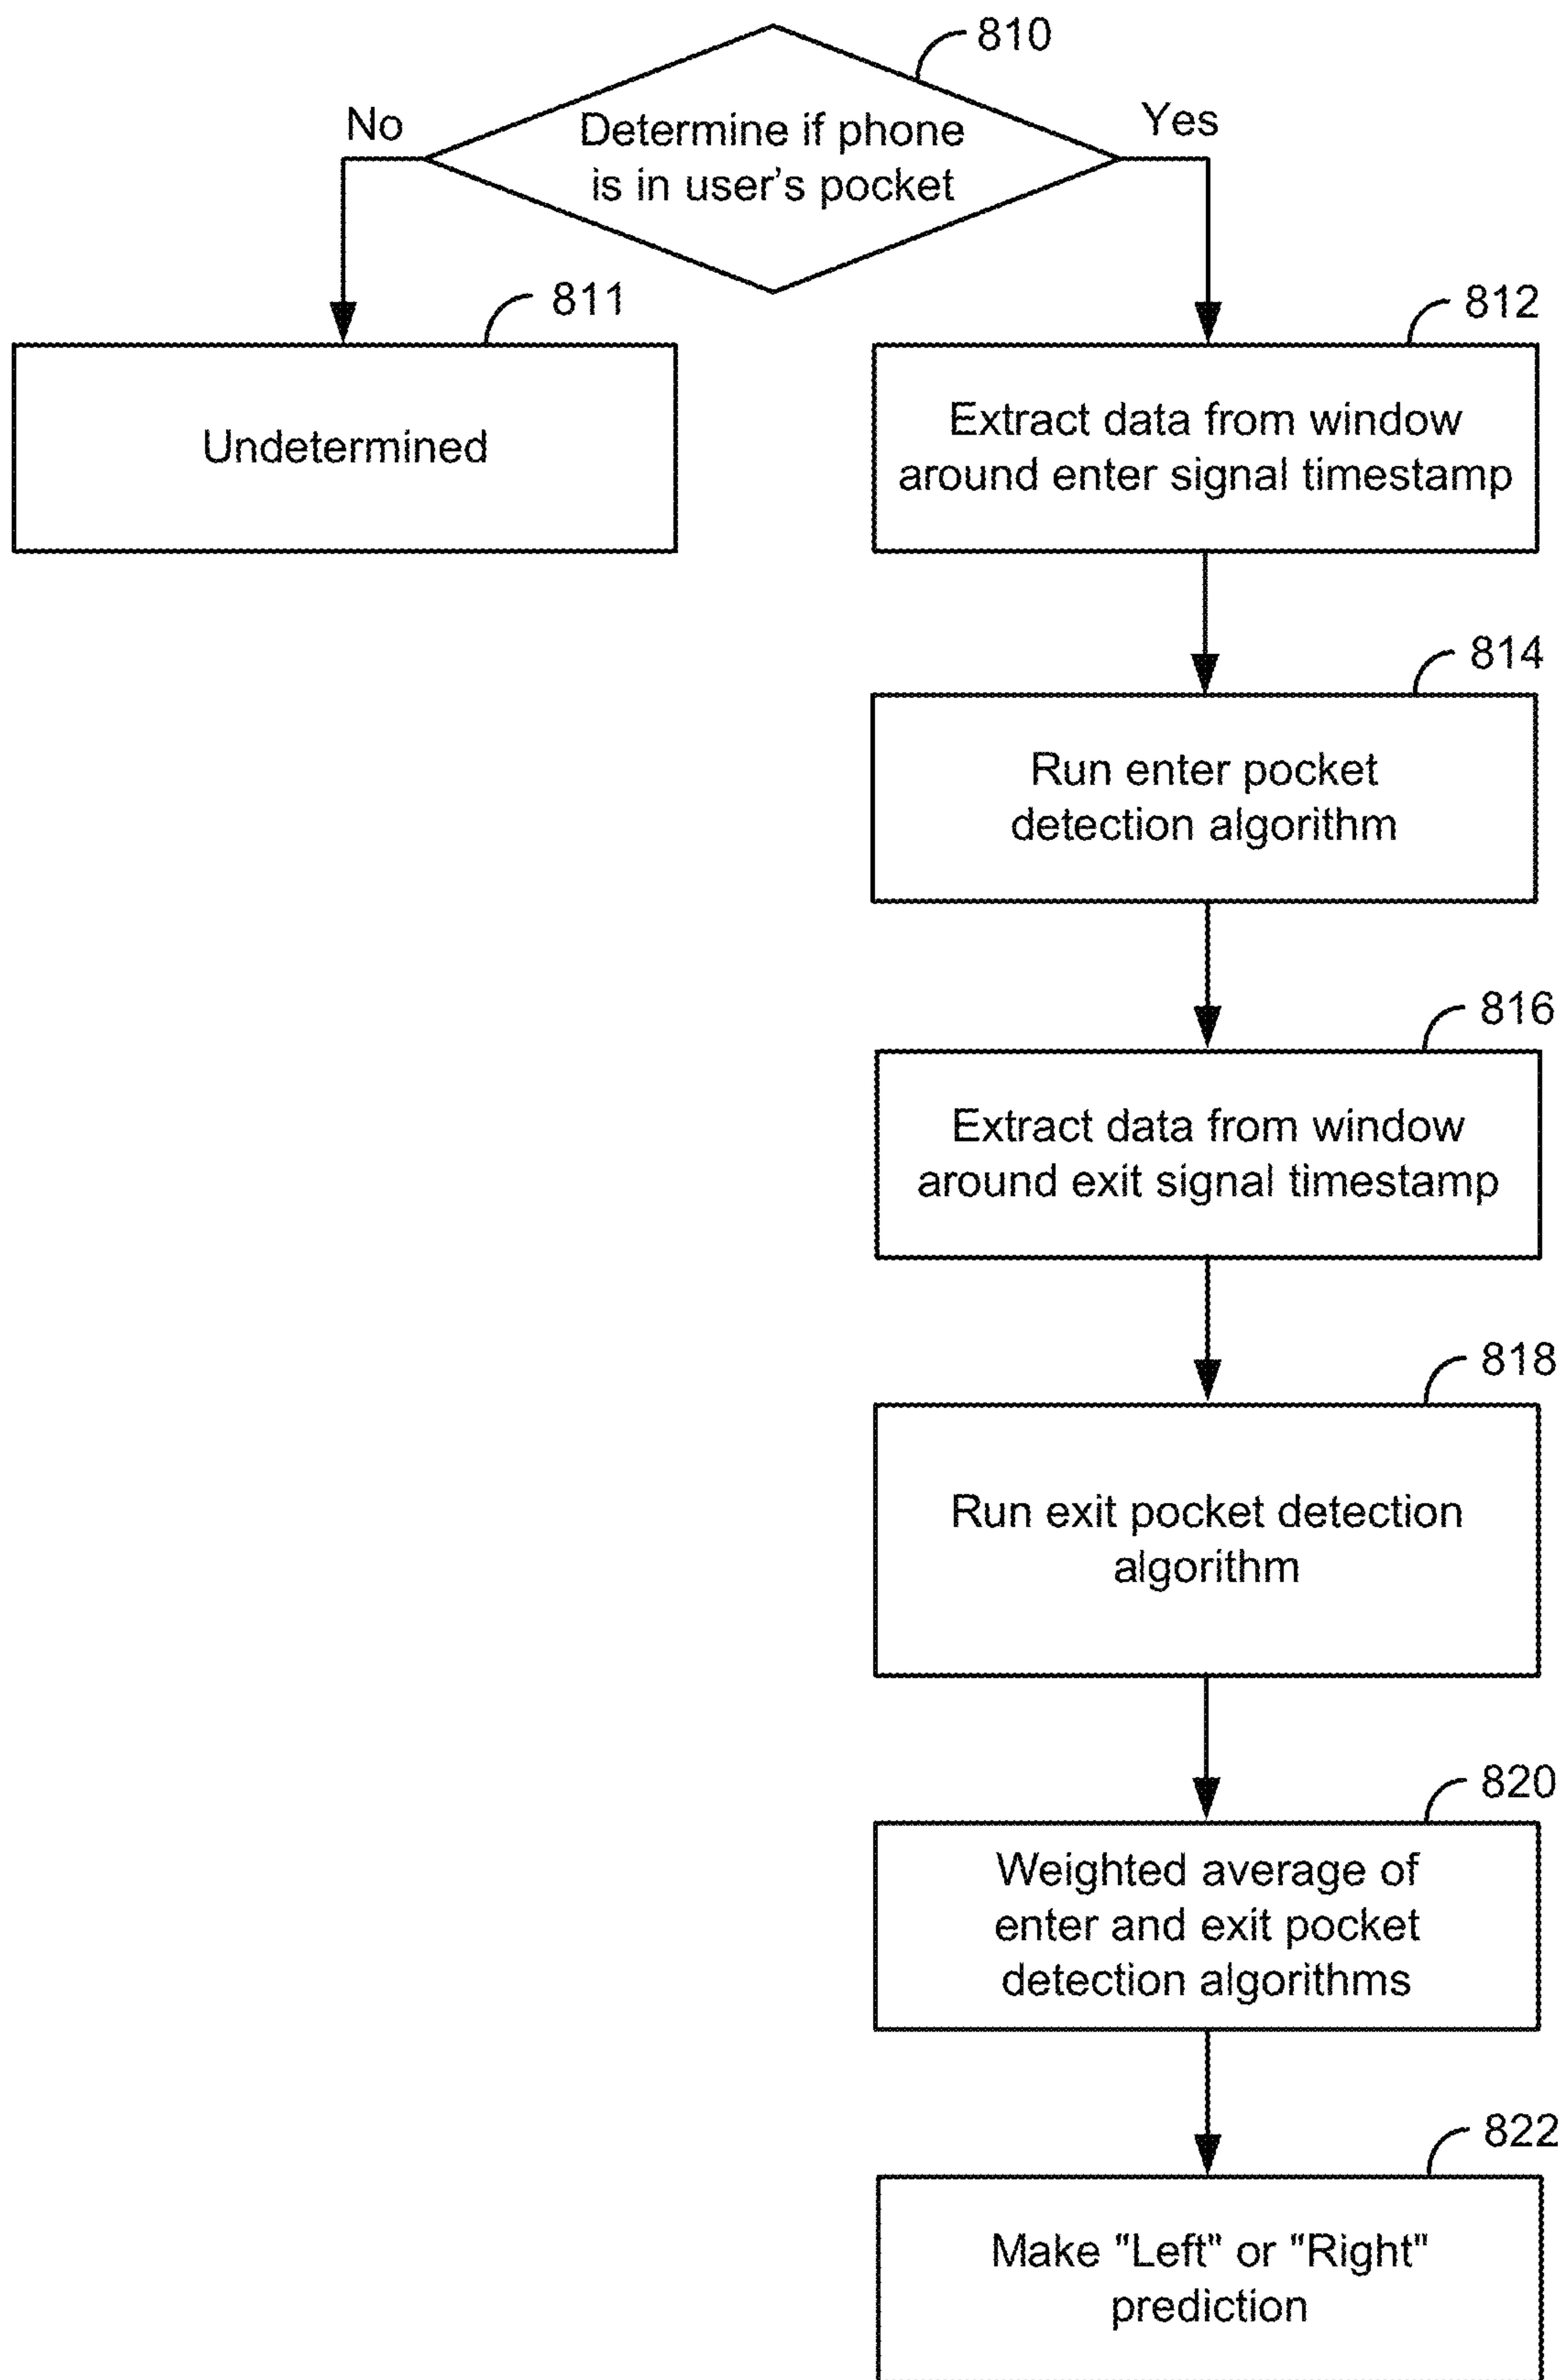 810
Determine if phone
is in user's pocket
No
Yes
811
Undetermined
812
Extract data from window
around enter signal timestamp
814
Run enter pocket
detection algorithm
816
Extract data from window
around exit signal timestamp
818
Run exit pocket detection
algorithm
820
Weighted average of
enter and exit pocket
detection algorithms
822
Make "Left" or "Right"
prediction